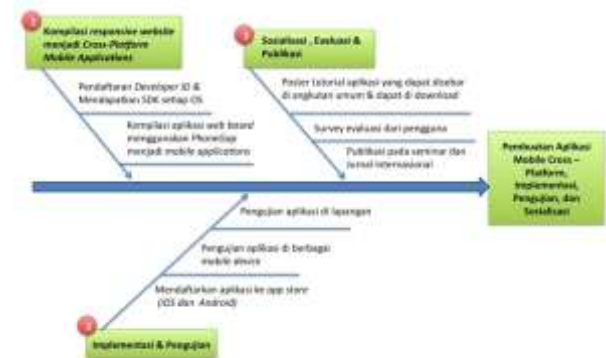 1
Kompilasi responsive website
menjadi Cross-Platform
Mobile Applications
Pendaftaran Developer ID &
Mendapatkan SDK setiap OS
Kompilasi aplikasi web based
menggunakan PhoneGap
menjadi mobile applications
3
Sosialisasi , Evaluasi &
Publikasi
Poster tutorial aplikasi yang dapat disebar
di angkutan umum & dapat di download
Survey evaluasi dari pengguna
Publikasi pada seminar dan
Jurnal Internasional
Pembuatan Aplikasi
Mobile Cross –
Platform,
Implementasi,
Pengujian, dan
Sosialisasi
Pengujian aplikasi di lapangan
Pengujian aplikasi di berbagai
mobile device
Mendaftarkan aplikasi ke app store
(iOS dan Android)
2
Implementasi & Pengujian